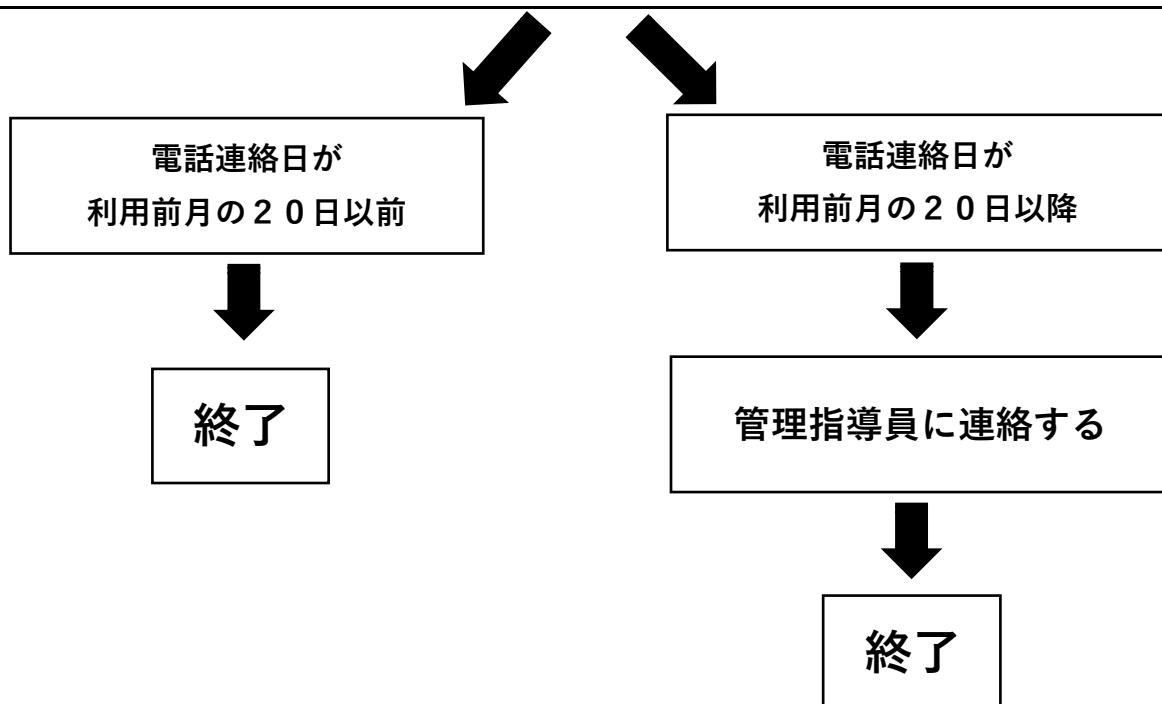 電話連絡日が
利用前月の２０日以前
終了
電話連絡日が
利用前月の２０日以降
管理指導員に連絡する
終了